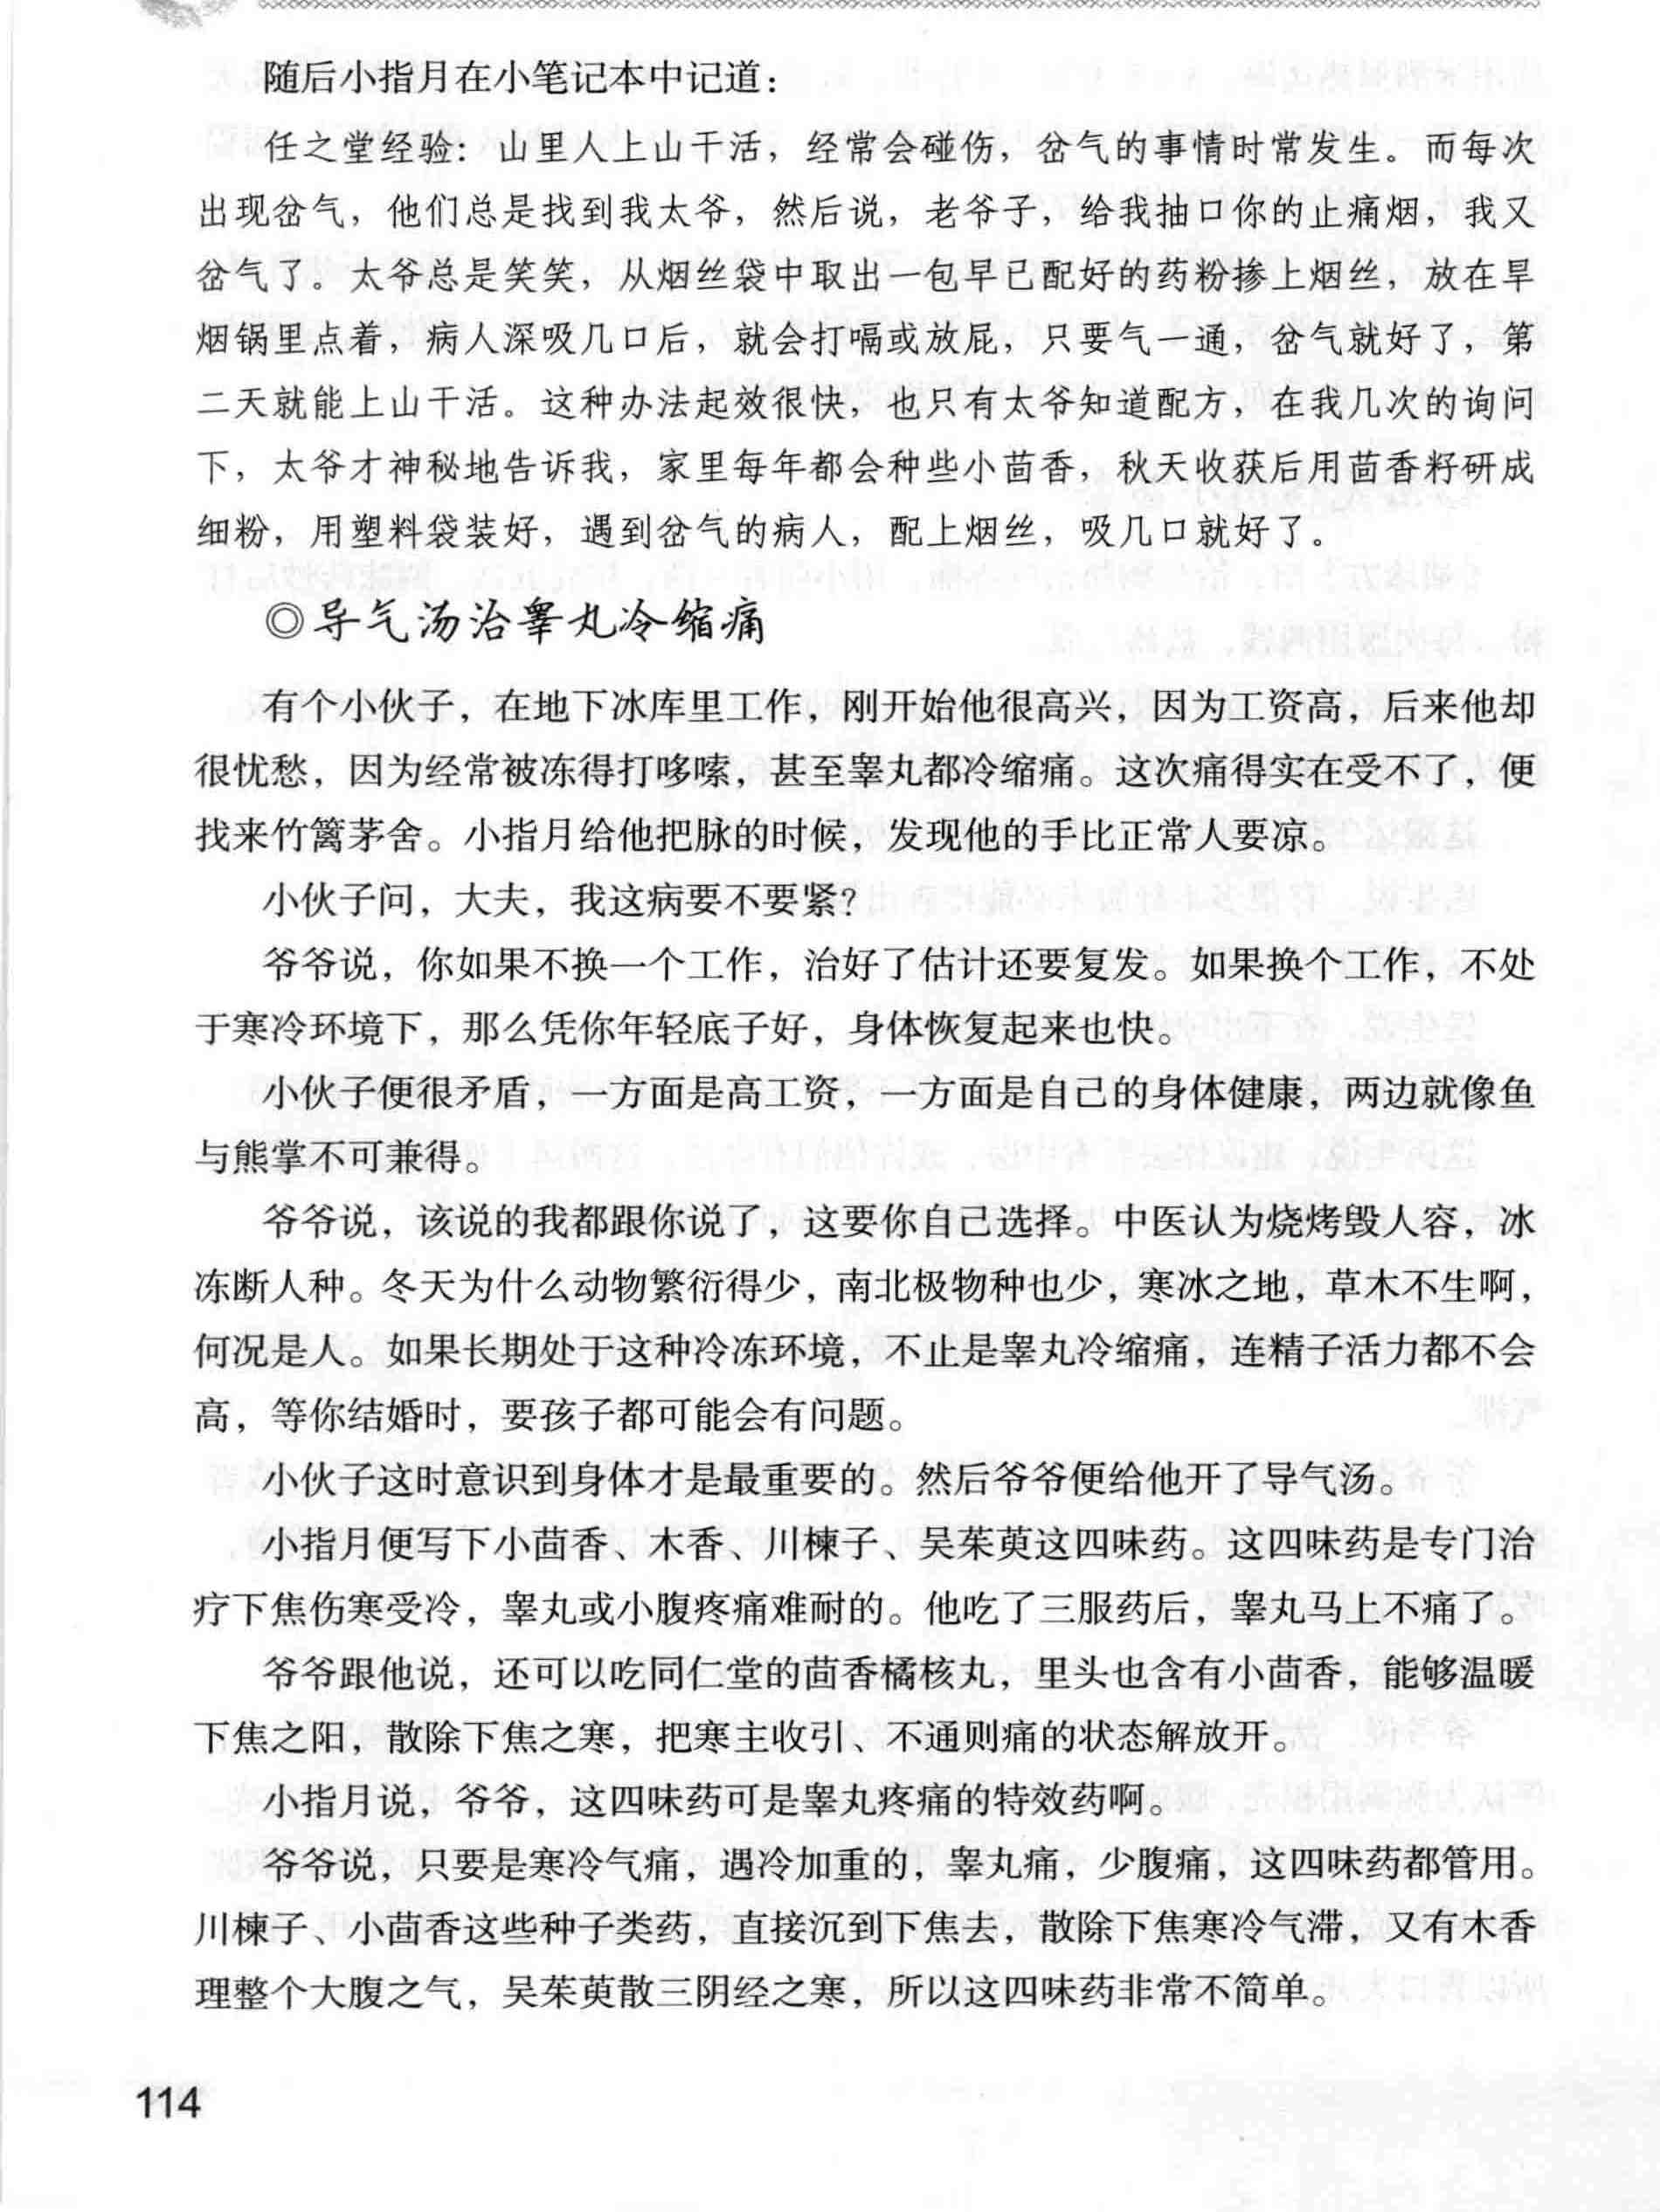 随后小指月在小笔记本中记道：
任之堂经验：山里人上山干活，经常会碰伤，岔气的事情时常发生。而每次
出现岔气，他们总是找到我太爷，然后说，老爷子，给我抽口你的止痛烟，我又
岔气了。太爷总是笑笑，从烟丝袋中取出一包早已配好的药粉掺上烟丝，放在旱
烟锅里点着，病人深吸几口后，就会打嗝或放屁，只要气一通，岔气就好了，第
二天就能上山干活。这种办法起效很快，也只有太爷知道配方，在我几次的询问
下，太爷才神秘地告诉我，家里每年都会种些小茴香，秋天收获后用茴香籽研成
细粉，用塑料袋装好，遇到岔气的病人，配上烟丝，吸几口就好了。
◎导气汤治睾丸冷缩痛
有个小伙子，在地下冰库里工作，刚开始他很高兴，因为工资高，后来他却
很忧愁，因为经常被冻得打哆嗦，甚至睾丸都冷缩痛。这次痛得实在受不了，便
找来竹篱茅舍。小指月给他把脉的时候，发现他的手比正常人要凉。
小伙子问，大夫，我这病要不要紧？
爷爷说，你如果不换一个工作，治好了估计还要复发。如果换个工作，不处
于寒冷环境下，那么凭你年轻底子好，身体恢复起来也快。
小伙子便很矛盾，一方面是高工资，一方面是自己的身体健康，两边就像鱼
与熊掌不可兼得。
爷爷说，该说的我都跟你说了，这要你自己选择。中医认为烧烤毁人容，冰
冻断人种。冬天为什么动物繁衍得少，南北极物种也少，寒冰之地，草木不生啊，
何况是人。如果长期处于这种冷冻环境，不止是睾丸冷缩痛，连精子活力都不会
高，等你结婚时，要孩子都可能会有问题。
小伙子这时意识到身体才是最重要的。然后爷爷便给他开了导气汤。
小指月便写下小茴香、木香、川楝子、吴茱萸这四味药。这四味药是专门治
疗下焦伤寒受冷，睾丸或小腹疼痛难耐的。他吃了三服药后，睾丸马上不痛了。
爷爷跟他说，还可以吃同仁堂的茴香橘核丸，里头也含有小茴香，能够温暖
下焦之阳，散除下焦之寒，把寒主收引、不通则痛的状态解放开。
小指月说，爷爷，这四味药可是睾丸疼痛的特效药啊。
爷爷说，只要是寒冷气痛，遇冷加重的，睾丸痛，少腹痛，这四味药都管用。
川楝子、小茴香这些种子类药，直接沉到下焦去，散除下焦寒冷气滞，又有木香
理整个大腹之气，吴茱萸散三阴经之寒，所以这四味药非常不简单。
114